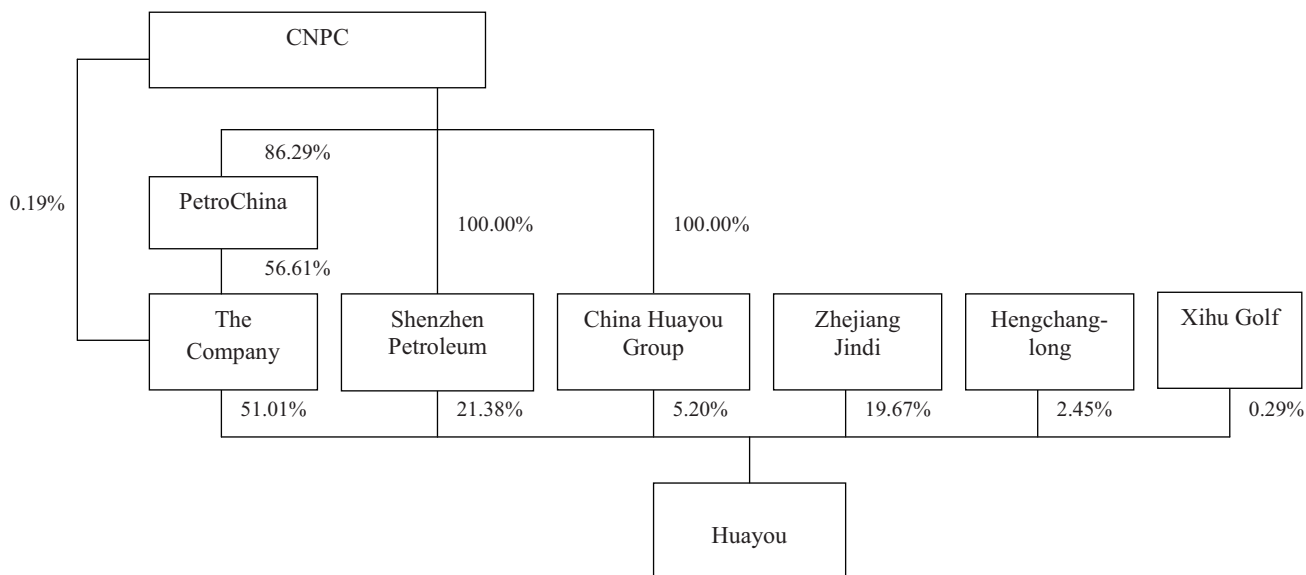 CNPC
86.29%
PetroChina
0.19%
100.00%
100.00%
56.61%
The
Company
Shenzhen
Petroleum
China Huayou
Group
Zhejiang
Jindi
Hengchang-
long
Xihu Golf
51.01%
21.38%
5.20%
19.67%
2.45%
0.29%
Huayou